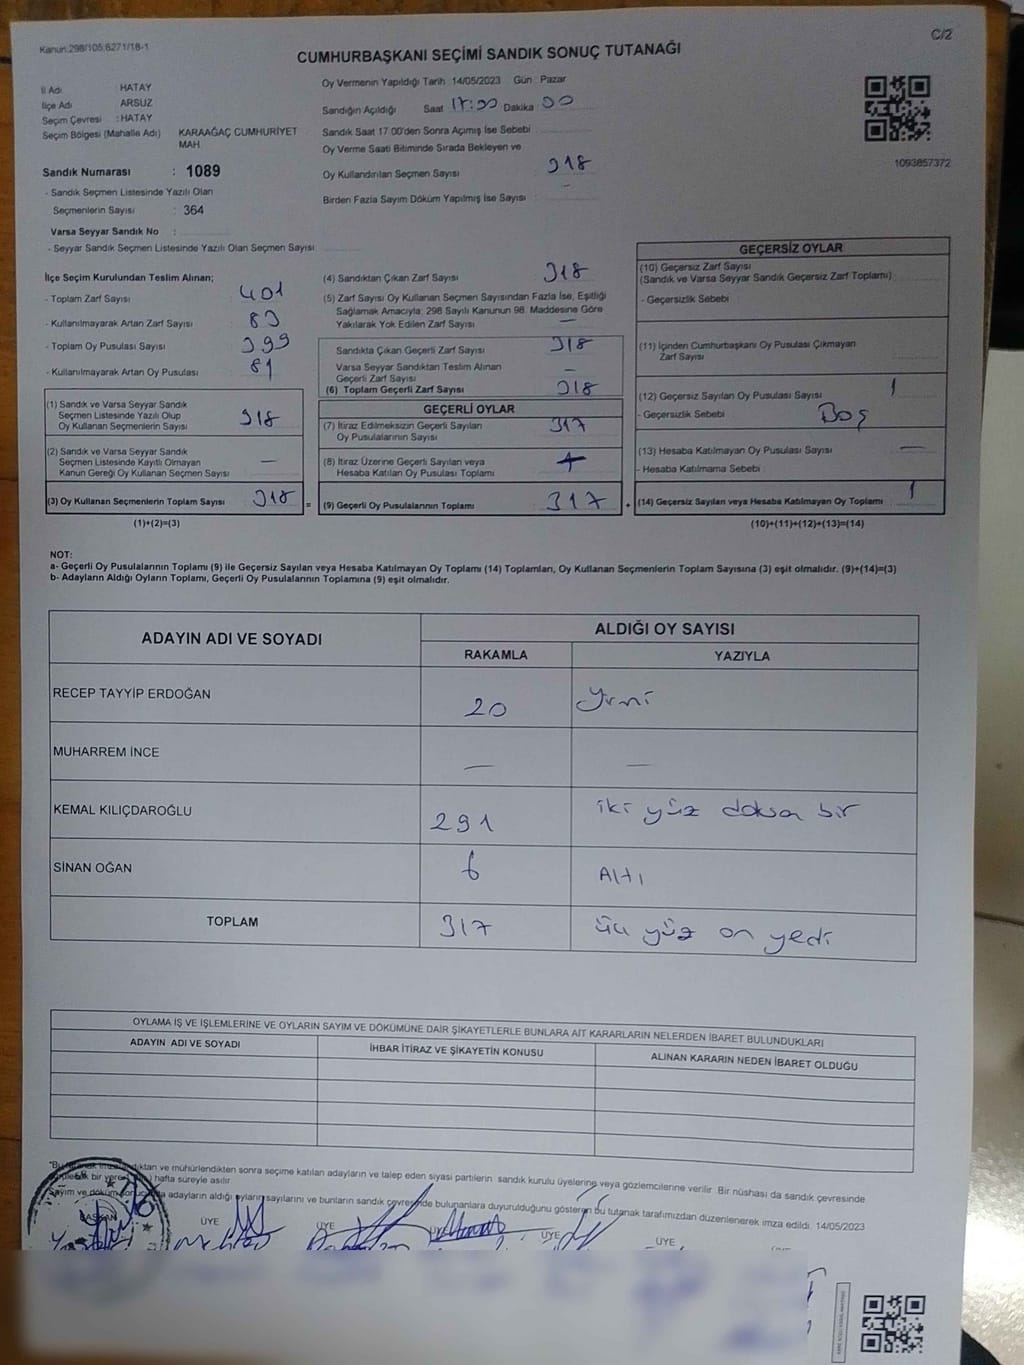 Kanun:298/105;6271/18-1
C/2
CUMHURBAŞKANI SEÇİMİ SANDIK SONUÇ TUTANAĞI
İl Adı HATAY
İlçe Adı ARSUZ
Seçim Çevresi : HATAY
Seçim Bölgesi (Mahalle Adı) KARAAĞAÇ CUMHURİYET
MAH.
Sandık Numarası : 1089
- Sandık Seçmen Listesinde Yazılı Olan
Seçmenlerin Sayısı : 364
Varsa Seyyar Sandık No :
- Seyyar Sandık Seçmen Listesinde Yazılı Olan Seçmen Sayısı:
Oy Vermenin Yapıldığı Tarih :14/05/2023 Gün : Pazar
Sandığın Açıldığı Saat 17:00 Dakika 00
Sandık Saat 17:00'den Sonra Açmış İse Sebebi
Oy Verme Saati Bitiminde Sırada Bekleyen ve
Oy Kullandırılan Seçmen Sayısı 318
Birden Fazla Sayım Döküm Yapılmış İse Sayısı : -
1093857372
İlçe Seçim Kurulundan Teslim Alınan;
- Toplam Zarf Sayısı : 401
- Kullanılmayarak Artan Zarf Sayısı : 83
- Toplam Oy Pusulası Sayısı : 399
- Kullanılmayarak Artan Oy Pusulası : 81
(1) Sandık ve Varsa Seyyar Sandık
Seçmen Listesinde Yazılı Olup
Oy Kullanan Seçmenlerin Sayısı 318
(2) Sandık ve Varsa Seyyar Sandık
Seçmen Listesinde Kayıtlı Olmayan
Kanun Gereği Oy Kullanan Seçmen Sayısı —
(3) Oy Kullanan Seçmenlerin Toplam Sayısı 318 =
(1)+(2)=(3)
(4) Sandıktan Çıkan Zarf Sayısı 318
(5) Zarf Sayısı Oy Kullanan Seçmen Sayısından Fazla İse, Eşitliği
Sağlamak Amacıyla; 298 Sayılı Kanunun 98. Maddesine Göre
Yakılarak Yok Edilen Zarf Sayısı —
Sandıkta Çıkan Geçerli Zarf Sayısı 318
Varsa Seyyar Sandıktan Teslim Alınan
Geçerli Zarf Sayısı —
(6) Toplam Geçerli Zarf Sayısı 318
GEÇERLİ OYLAR
(7) İtiraz Edilmeksizin Geçerli Sayılan
Oy Pusulalarının Sayısı 317
(8) İtiraz Üzerine Geçerli Sayılan veya
Hesaba Katılan Oy Pusulası Toplamı
(9) Geçerli Oy Pusulalarının Toplamı : 317 +
GEÇERSİZ OYLAR
(10) Geçersiz Zarf Sayısı
(Sandık ve Varsa Seyyar Sandık Geçersiz Zarf Toplamı)
- Geçersizlik Sebebi
(11) İçinden Cumhurbaşkanı Oy Pusulası Çıkmayan
Zarf Sayısı
(12) Geçersiz Sayılan Oy Pusulası Sayısı 1
- Geçersizlik Sebebi : Boş
(13) Hesaba Katılmayan Oy Pusulası Sayısı —
- Hesaba Katılmama Sebebi :
(14) Geçersiz Sayılan veya Hesaba Katılmayan Oy Toplamı 1
(10)+(11)+(12)+(13)=(14)
NOT:
a- Geçerli Oy Pusulalarının Toplamı (9) ile Geçersiz Sayılan veya Hesaba Katılmayan Oy Toplamı (14) Toplamları, Oy Kullanan Seçmenlerin Toplam Sayısına (3) eşit olmalıdır. (9)+(14)=(3)
b- Adayların Aldığı Oyların Toplamı, Geçerli Oy Pusulalarının Toplamına (9) eşit olmalıdır.
ADAYIN ADI VE SOYADI ALDIĞI OY SAYISI
RAKAMLA YAZIYLA
RECEP TAYYİP ERDOĞAN 20 Yirmi
MUHARREM İNCE — —
KEMAL KILIÇDAROĞLU 291 iki yüz doksa bir
SİNAN OĞAN 6 Altı
TOPLAM 317 üç yüz on yedi
OYLAMA İŞ VE İŞLEMLERİNE VE OYLARIN SAYIM VE DÖKÜMÜNE DAİR ŞİKAYETLERLE BUNLARA AİT KARARLARIN NELERDEN İBARET BULUNDUKLARI
ADAYIN ADI VE SOYADI İHBAR İTİRAZ VE ŞİKAYETİN KONUSU ALINAN KARARIN NEDEN İBARET OLDUĞU
ve mühürlendikten sonra seçime katılan adayların ve talep eden siyasi partilerin sandık kurulu üyelerine veya gözlemcilerine verilir. Bir nüshası da sandık çevresinde
hafta süreyle asılır.
adayların aldığı oyların sayılarını ve bunların sandık çevresinde bulunanlara duyurulduğunu gösteren bu tutanak tarafımızdan düzenlenerek imza edildi. 14/05/2023
BAŞKAN ÜYE ÜYE ÜYE ÜYE ÜYE